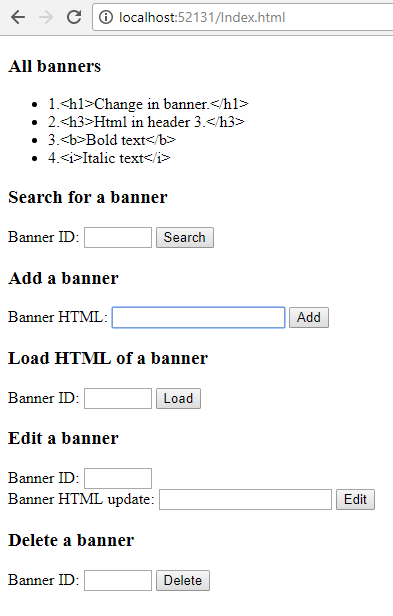 localhost:52131/Index.html
All banners
1.<h1>Change in banner.</h1>
2.<h3>Html in header 3.</h3>
3.<b>Bold text</b>
4.<i>Italic text</i>
Search for a banner
Banner ID: Search
Add a banner
Banner HTML: Add
Load HTML of a banner
Banner ID: Load
Edit a banner
Banner ID:
Banner HTML update: Edit
Delete a banner
Banner ID: Delete